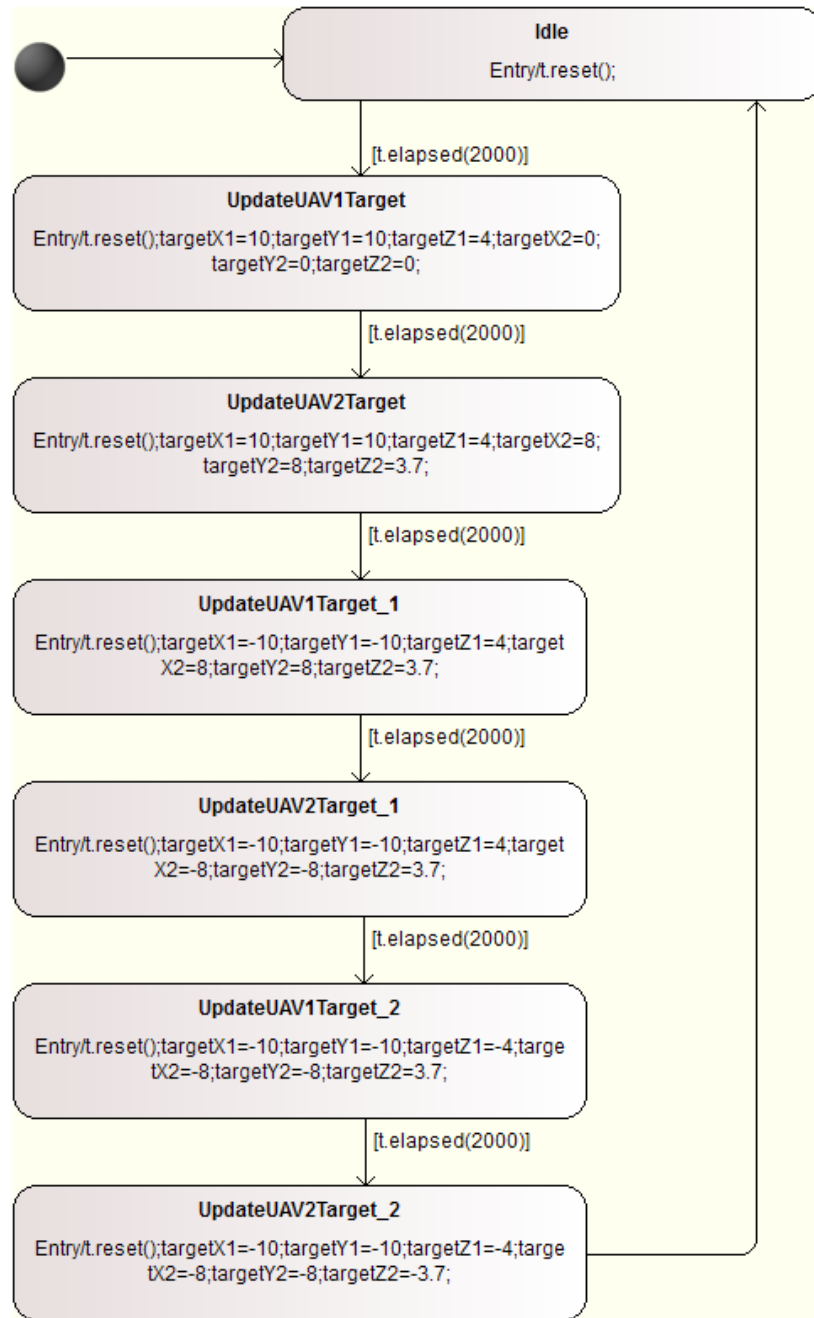 Idle
Entry/t.reset();
[t.elapsed(2000)]
UpdateUAV1Target
Entry/t.reset();targetX1=10;targetY1=10;targetZ1=4;targetX2=0;
targetY2=0;targetZ2=0;
[t.elapsed(2000)]
UpdateUAV2Target
Entry/t.reset();targetX1=10;targetY1=10;targetZ1=4;targetX2=8;
targetY2=8;targetZ2=3.7;
[t.elapsed(2000)]
UpdateUAV1Target_1
Entry/t.reset();targetX1=-10;targetY1=-10;targetZ1=4;target
X2=8;targetY2=8;targetZ2=3.7;
[t.elapsed(2000)]
UpdateUAV2Target_1
Entry/t.reset();targetX1=-10;targetY1=-10;targetZ1=4;target
X2=-8;targetY2=-8;targetZ2=3.7;
[t.elapsed(2000)]
UpdateUAV1Target_2
Entry/t.reset();targetX1=-10;targetY1=-10;targetZ1=-4;targe
tX2=-8;targetY2=-8;targetZ2=3.7;
[t.elapsed(2000)]
UpdateUAV2Target_2
Entry/t.reset();targetX1=-10;targetY1=-10;targetZ1=-4;targe
tX2=-8;targetY2=-8;targetZ2=-3.7;